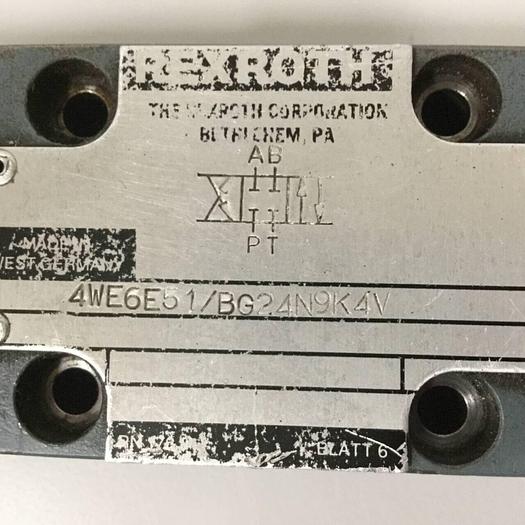 REXROTH
THE REXROTH CORPORATION
BETHLEHEM, PA
AB
PT
MADE IN
WEST GERMANY
4WE6E51/BG24N9K4V
BLATT 6